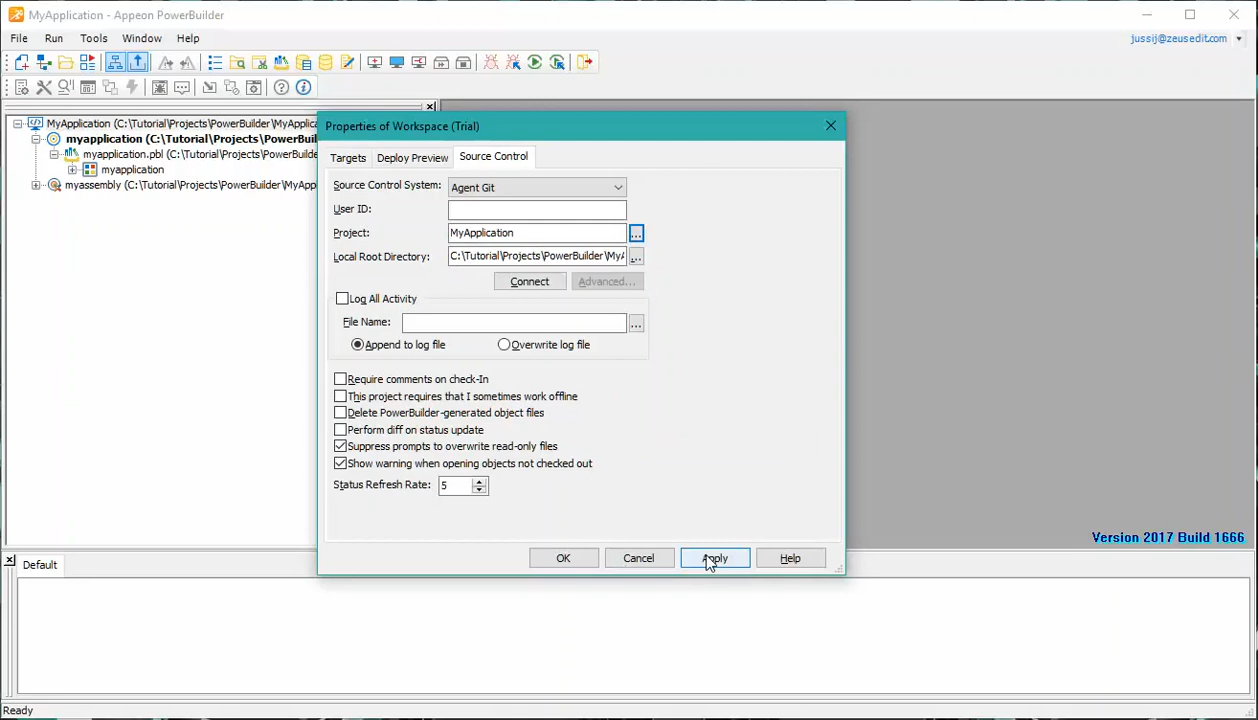 MyApplication - Appeon PowerBuilder
File Run Tools Window Help
jussij@zeusedit.com
MyApplication (C:\Tutorial\Projects\PowerBuilder\MyApplica
myapplication (C:\Tutorial\Projects\PowerBuil
myapplication.pbl (C:\Tutorial\Projects\PowerBuilde
myapplication
myassembly (C:\Tutorial\Projects\PowerBuilder\MyAppl
Properties of Workspace (Trial)
Targets Deploy Preview Source Control
Source Control System: Agent Git
User ID:
Project: MyApplication ...
Local Root Directory: C:\Tutorial\Projects\PowerBuilder\MyA ...
Connect Advanced...
Log All Activity
File Name: ...
Append to log file Overwrite log file
Require comments on check-In
This project requires that I sometimes work offline
Delete PowerBuilder-generated object files
Perform diff on status update
Suppress prompts to overwrite read-only files
Show warning when opening objects not checked out
Status Refresh Rate: 5
Version 2017 Build 1666
OK Cancel Apply Help
Default
Ready